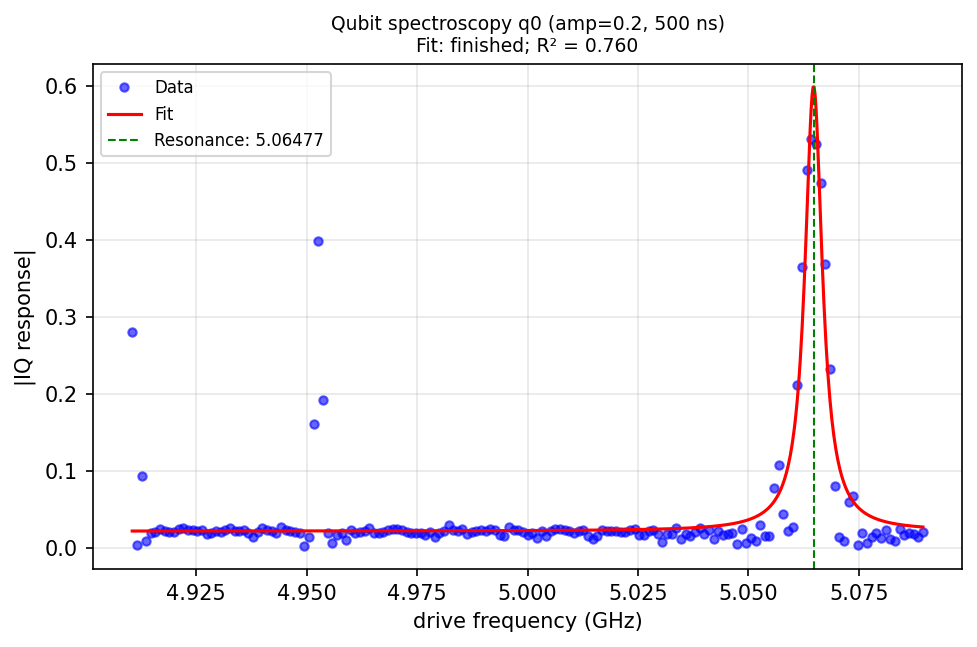 Qubit spectroscopy q0 (amp=0.2, 500 ns)
Fit: finished; R² = 0.760
Data
Fit
Resonance: 5.06477
|IQ response|
0.6
0.5
0.4
0.3
0.2
0.1
0.0
4.925 4.950 4.975 5.000 5.025 5.050 5.075
drive frequency (GHz)